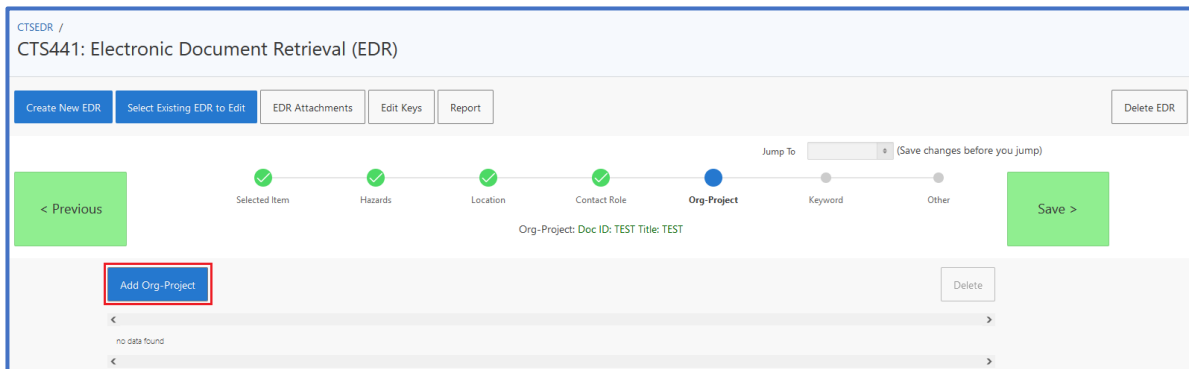 CTSEDR /
CTS441: Electronic Document Retrieval (EDR)
Create New EDR Select Existing EDR to Edit EDR Attachments Edit Keys Report Delete EDR
Jump To (Save changes before you jump)
< Previous Selected Item Hazards Location Contact Role Org-Project Keyword Other Save >
Org-Project: Doc ID: TEST Title: TEST
Add Org-Project Delete
no data found